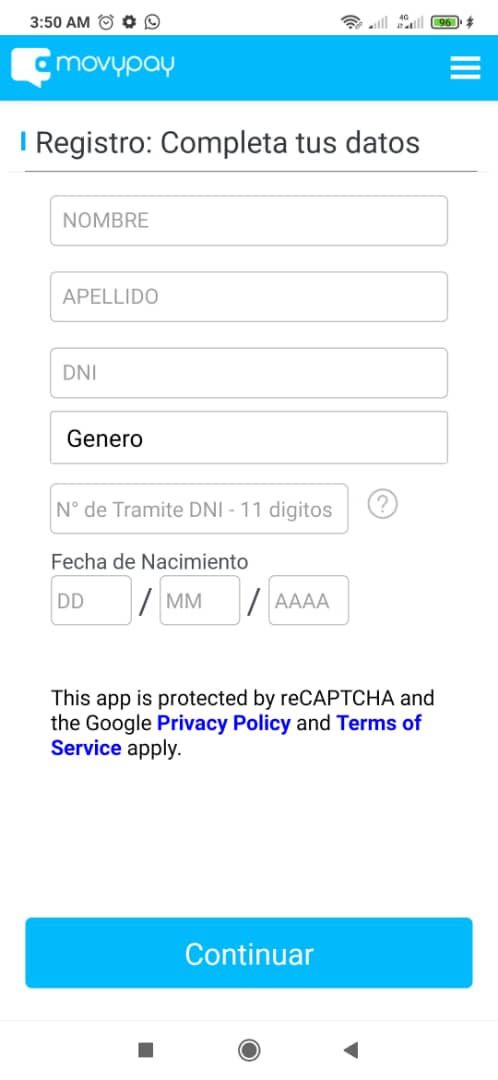 3:50 AM 4G 96
movypay
Registro: Completa tus datos
NOMBRE
APELLIDO
DNI
Genero
N° de Tramite DNI - 11 digitos ?
Fecha de Nacimiento
DD / MM / AAAA
This app is protected by reCAPTCHA and
the Google Privacy Policy and Terms of
Service apply.
Continuar